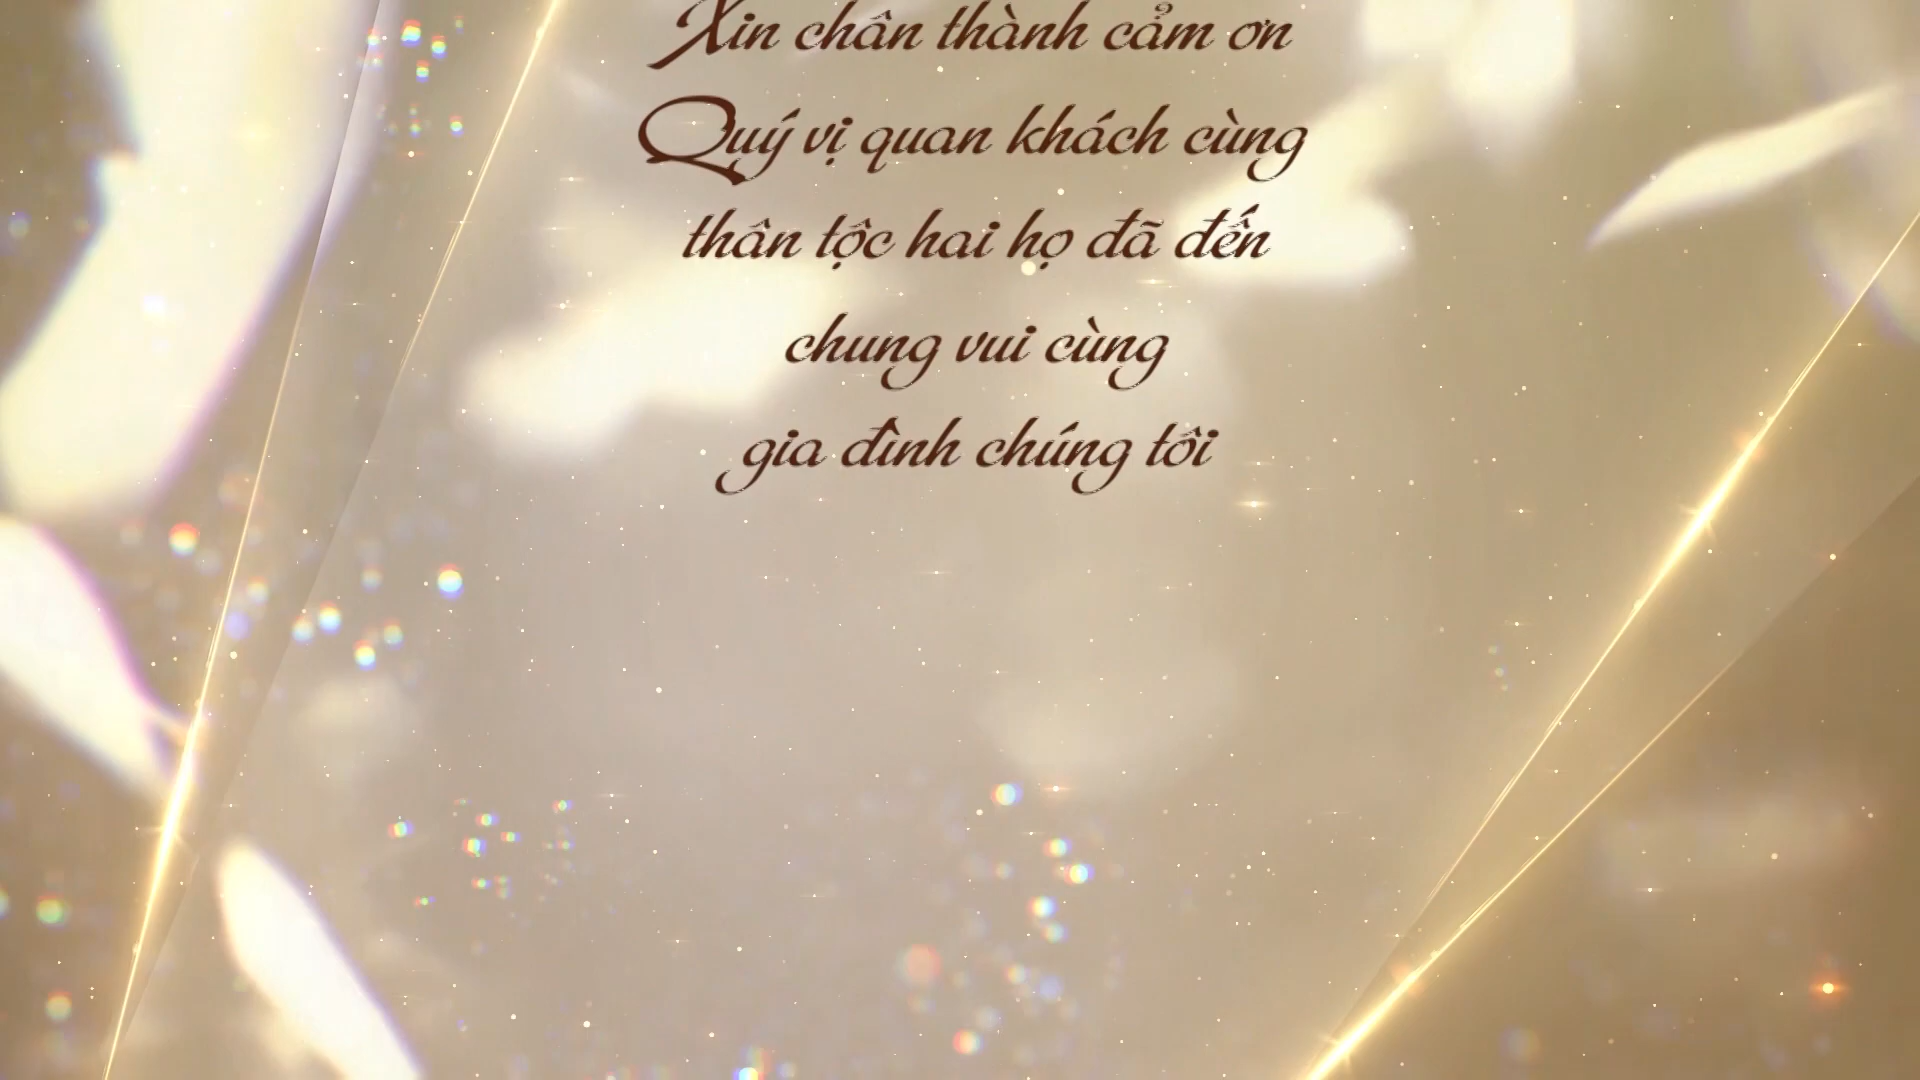 Xin chân thành cảm ơn
Quý vị quan khách cùng
thân tộc hai họ đã đến
chung vui cùng
gia đình chúng tôi